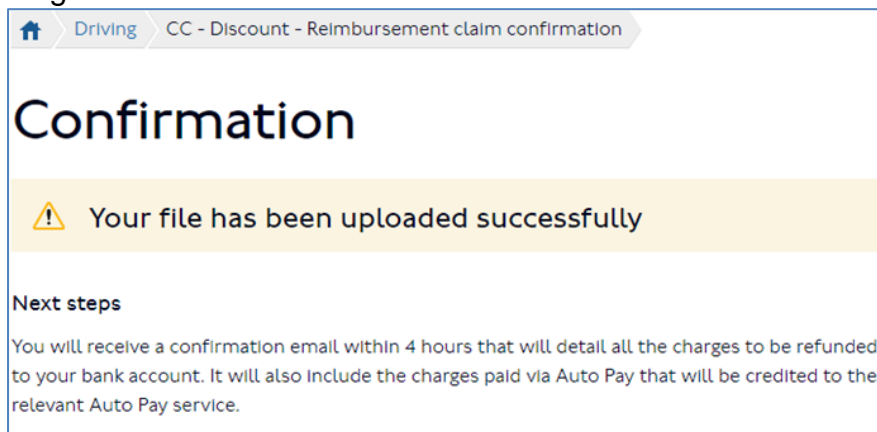 Driving CC - Discount - Reimbursement claim confirmation
Confirmation
Your file has been uploaded successfully
Next steps
You will receive a confirmation email within 4 hours that will detail all the charges to be refunded
to your bank account. It will also include the charges paid via Auto Pay that will be credited to the
relevant Auto Pay service.